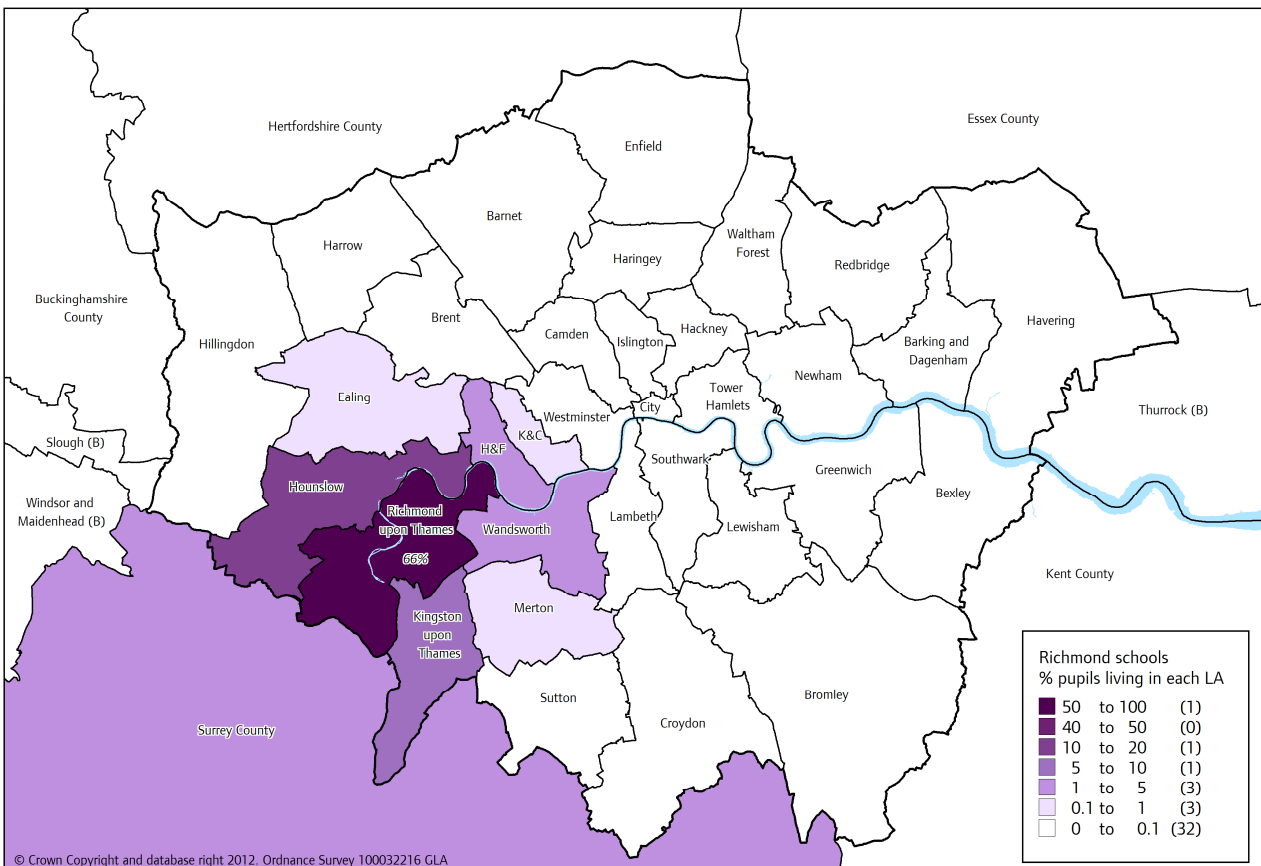 Hertfordshire County
Essex County
Enfield
Barnet
Waltham
Forest
Harrow
Haringey
Redbridge
Buckinghamshire
County
Brent
Camden
Islington
Hackney
Havering
Hillingdon
Barking and
Dagenham
Newham
Tower
Hamlets
Ealing
Westminster
City
Thurrock (B)
K&C
Slough (B)
H&F
Southwark
Greenwich
Hounslow
Bexley
Windsor and
Maidenhead (B)
Richmond
upon Thames
66%
Wandsworth
Lambeth
Lewisham
Kent County
Merton
Kingston
upon
Thames
Sutton
Bromley
Croydon
Surrey County
Richmond schools
% pupils living in each LA
50 to 100 (1)
40 to 50 (0)
10 to 20 (1)
5 to 10 (1)
1 to 5 (3)
0.1 to 1 (3)
0 to 0.1 (32)
© Crown Copyright and database right 2012. Ordnance Survey 100032216 GLA